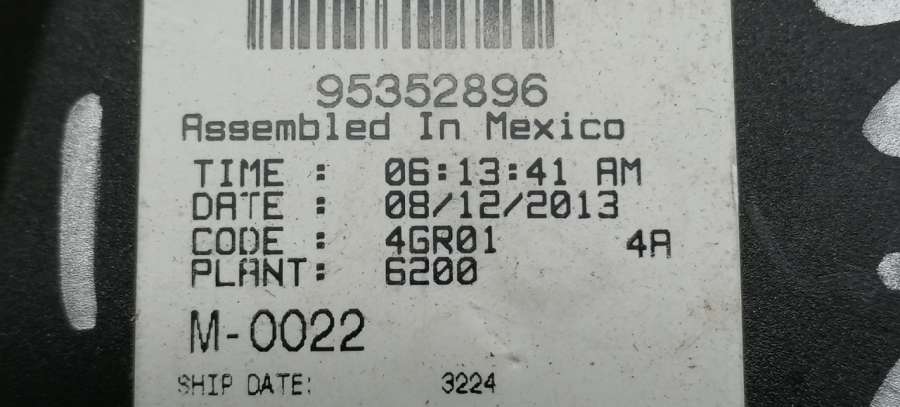 95352896
Assembled In Mexico
TIME : 06:13:41 AM
DATE : 08/12/2013
CODE : 4GR01 4A
PLANT: 6200
M-0022
SHIP DATE: 3224